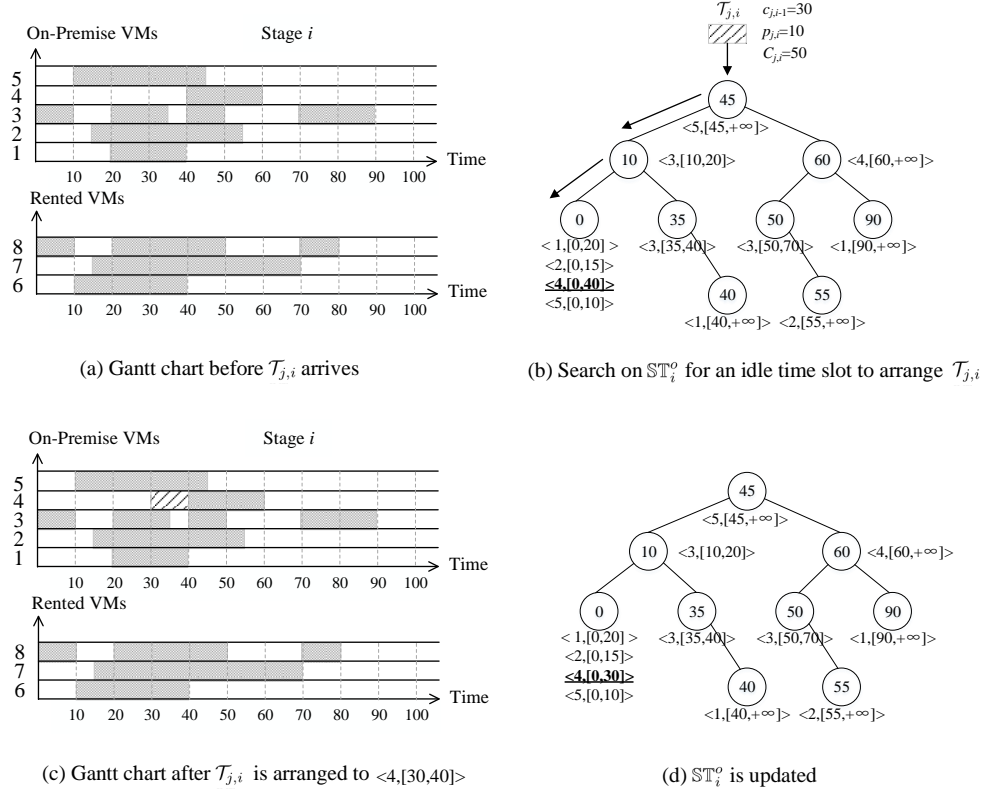 On-Premise VMs Stage i
5
4
3
2
1
Time
10 20 30 40 50 60 70 80 90 100
Rented VMs
8
7
6
Time
10 20 30 40 50 60 70 80 90 100
(a) Gantt chart before 𝒯j,i arrives
𝒯j,i
cj,i-1=30
pj,i=10
Cj,i=50
45
<5,[45,+∞]>
10 <3,[10,20]> 60 <4,[60,+∞]>
0 35 50 90
< 1,[0,20] > <3,[35,40]> <3,[50,70]> <1,[90,+∞]>
<2,[0,15]>
<4,[0,40]> 40 55
<5,[0,10]>
<1,[40,+∞]> <2,[55,+∞]>
(b) Search on 𝕊𝕋ᵢᵒ for an idle time slot to arrange 𝒯j,i
On-Premise VMs Stage i
5
4
3
2
1
Time
10 20 30 40 50 60 70 80 90 100
Rented VMs
8
7
6
Time
10 20 30 40 50 60 70 80 90 100
(c) Gantt chart after 𝒯j,i is arranged to <4,[30,40]>
45
<5,[45,+∞]>
10 <3,[10,20]> 60 <4,[60,+∞]>
0 35 50 90
< 1,[0,20] > <3,[35,40]> <3,[50,70]> <1,[90,+∞]>
<2,[0,15]>
<4,[0,30]> 40 55
<5,[0,10]>
<1,[40,+∞]> <2,[55,+∞]>
(d) 𝕊𝕋ᵢᵒ is updated